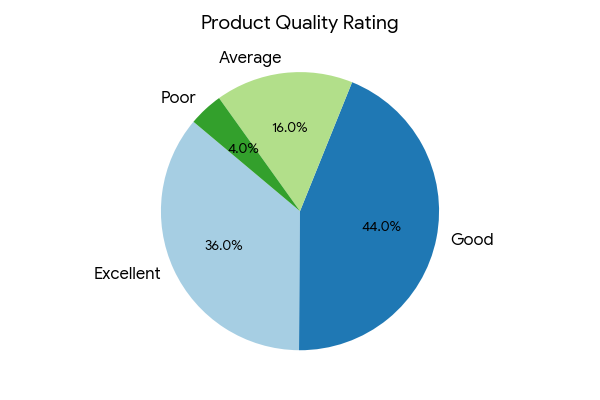 Product Quality Rating
Average
Poor
16.0%
4.0%
44.0%
Good
36.0%
Excellent